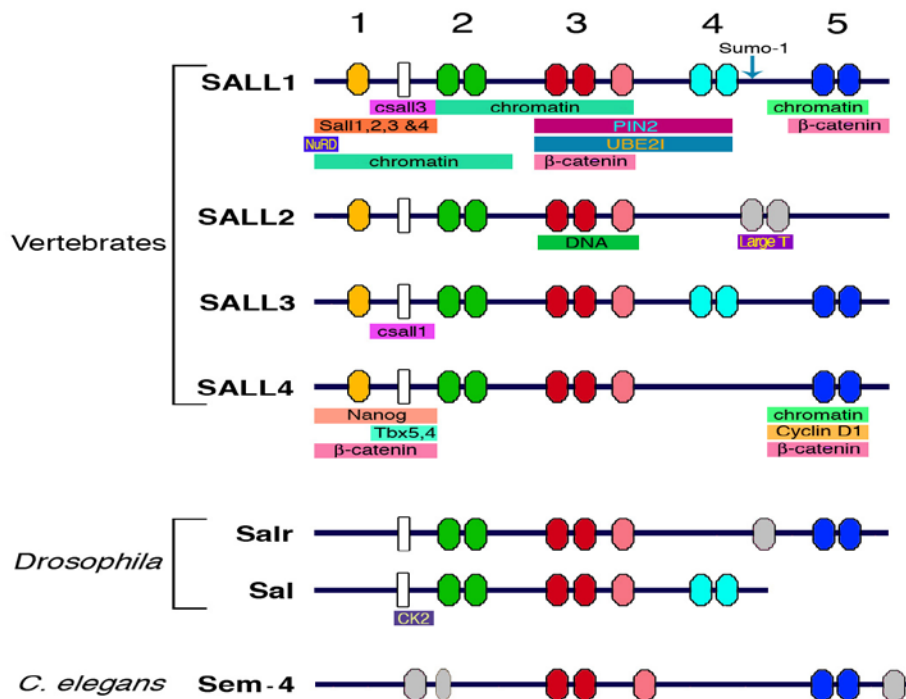 1 2 3 4 5
Sumo-1
SALL1
csall3 chromatin chromatin
Sall1,2,3 &4 PIN2 β-catenin
NuRD UBE2I
chromatin β-catenin
Vertebrates
SALL2
DNA Large T
SALL3
csall1
SALL4
Nanog chromatin
Tbx5,4 Cyclin D1
β-catenin β-catenin
Drosophila
Salr
Sal
CK2
C. elegans Sem-4